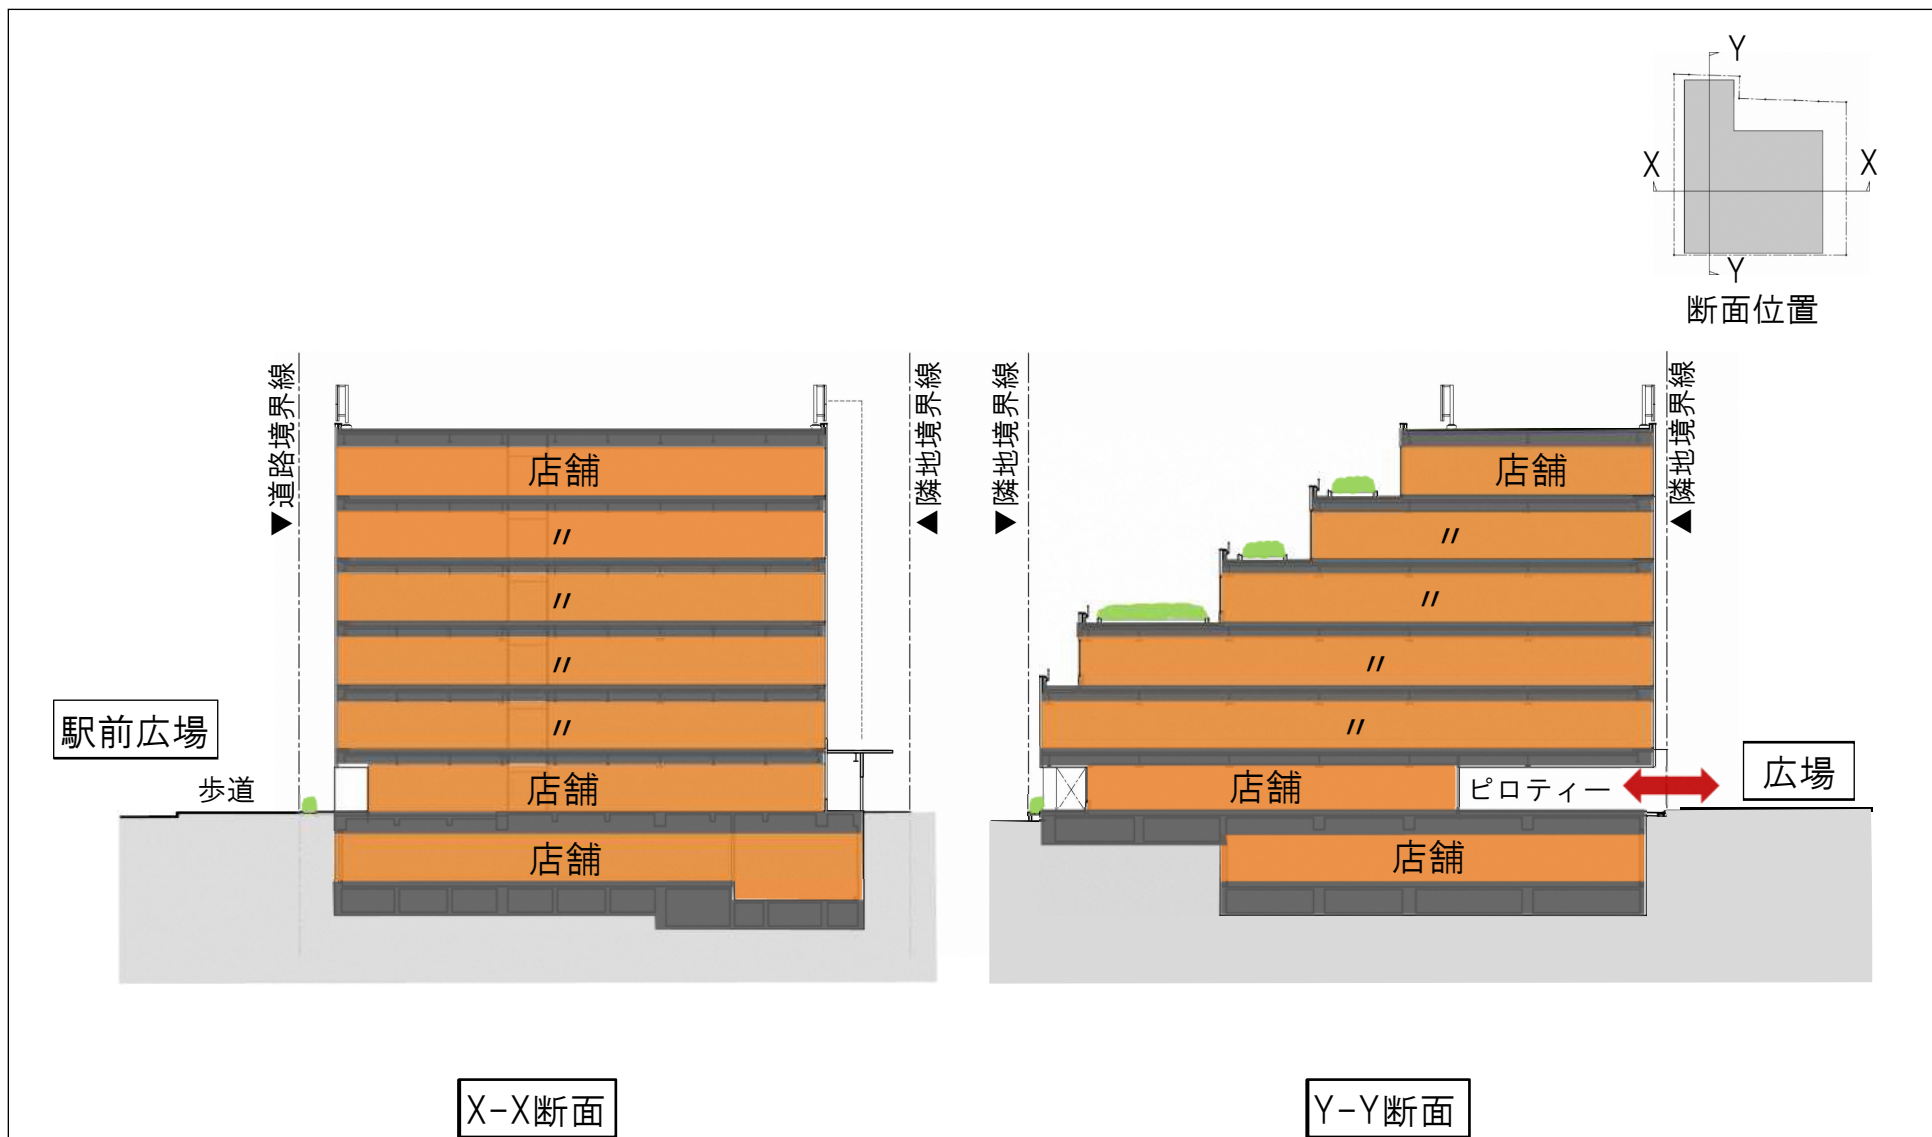 Y
X
X
Y
断面位置
▼道路境界線
▲隣地境界線
▼隣地境界線
▲隣地境界線
店舗
〃
〃
〃
〃
店舗
店舗
駅前広場
歩道
店舗
〃
〃
〃
〃
店舗
ピロティー
広場
店舗
X-X断面
Y-Y断面